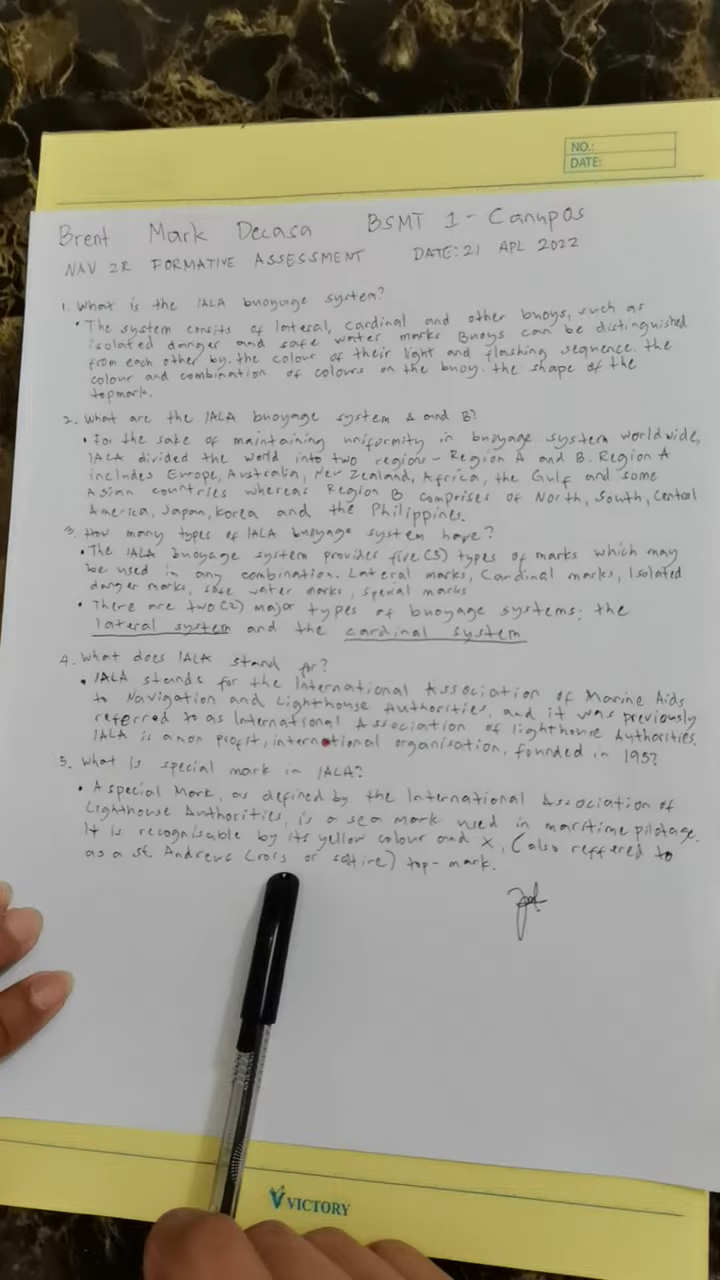 NO.:
DATE:
Brent Mark Decasa BSMT 1 - Canupas
NAV 2R FORMATIVE ASSESSMENT DATE: 21 APL 2022
1. What is the IALA buoyage system?
• The system consits of lateral, cardinal and other buoys, such as
isolated danger and safe water marks Buoys can be distinguished
from each other by. the colour of their light and flashing sequence. the
colour and combination of colours on the buoy. the shape of the
topmark.
2. What are the IALA buoyage system A and B?
• For the sake of maintaining uniformity in buoyage system worldwide,
IALA divided the world into two regions - Region A and B. Region A
includes Europe, Australia, New Zealand, Africa, the Gulf and some
Asian countries whereas Region B comprises of North, South, Central
America, Japan, Korea and the Philippines.
3. How many types of IALA buoyage system have?
• The IALA buoyage system provides five (5) types of marks which may
be used in any combination. Lateral marks, Cardinal marks, Isolated
danger marks, safe water marks, special marks
• There are two (2) major types of buoyage systems: the
lateral system and the cardinal system
4. What does IALA stand for?
• IALA stands for the International Association of Marine Aids
to Navigation and Lighthouse Authorities, and it was previously
referred to as International Association of lighthouse Authorities.
IALA is a non profit, international organisation, founded in 1957
5. What is special mark in IALA?
• A special Mark, as defined by the International Association of
Lighthouse Authorities, is a sea mark used in maritime pilotage.
It is recognisable by its yellow colour and X, (also reffered to
as a St. Andrews Cross or saltire) top-mark.
VICTORY